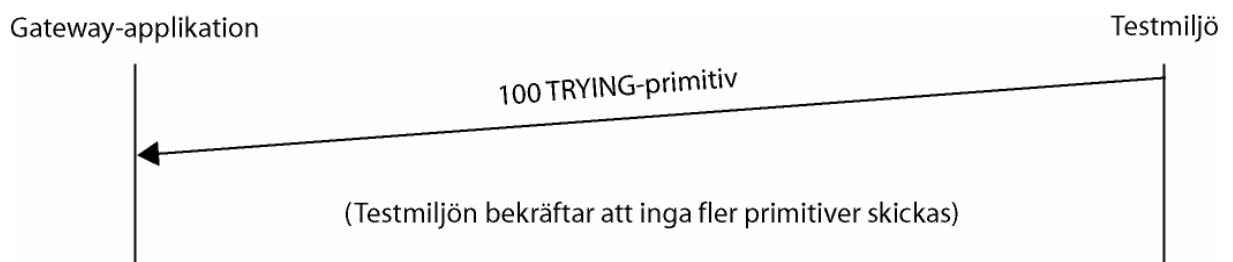 Gateway-applikation
Testmiljö
100 TRYING-primitiv
(Testmiljön bekräftar att inga fler primitiver skickas)